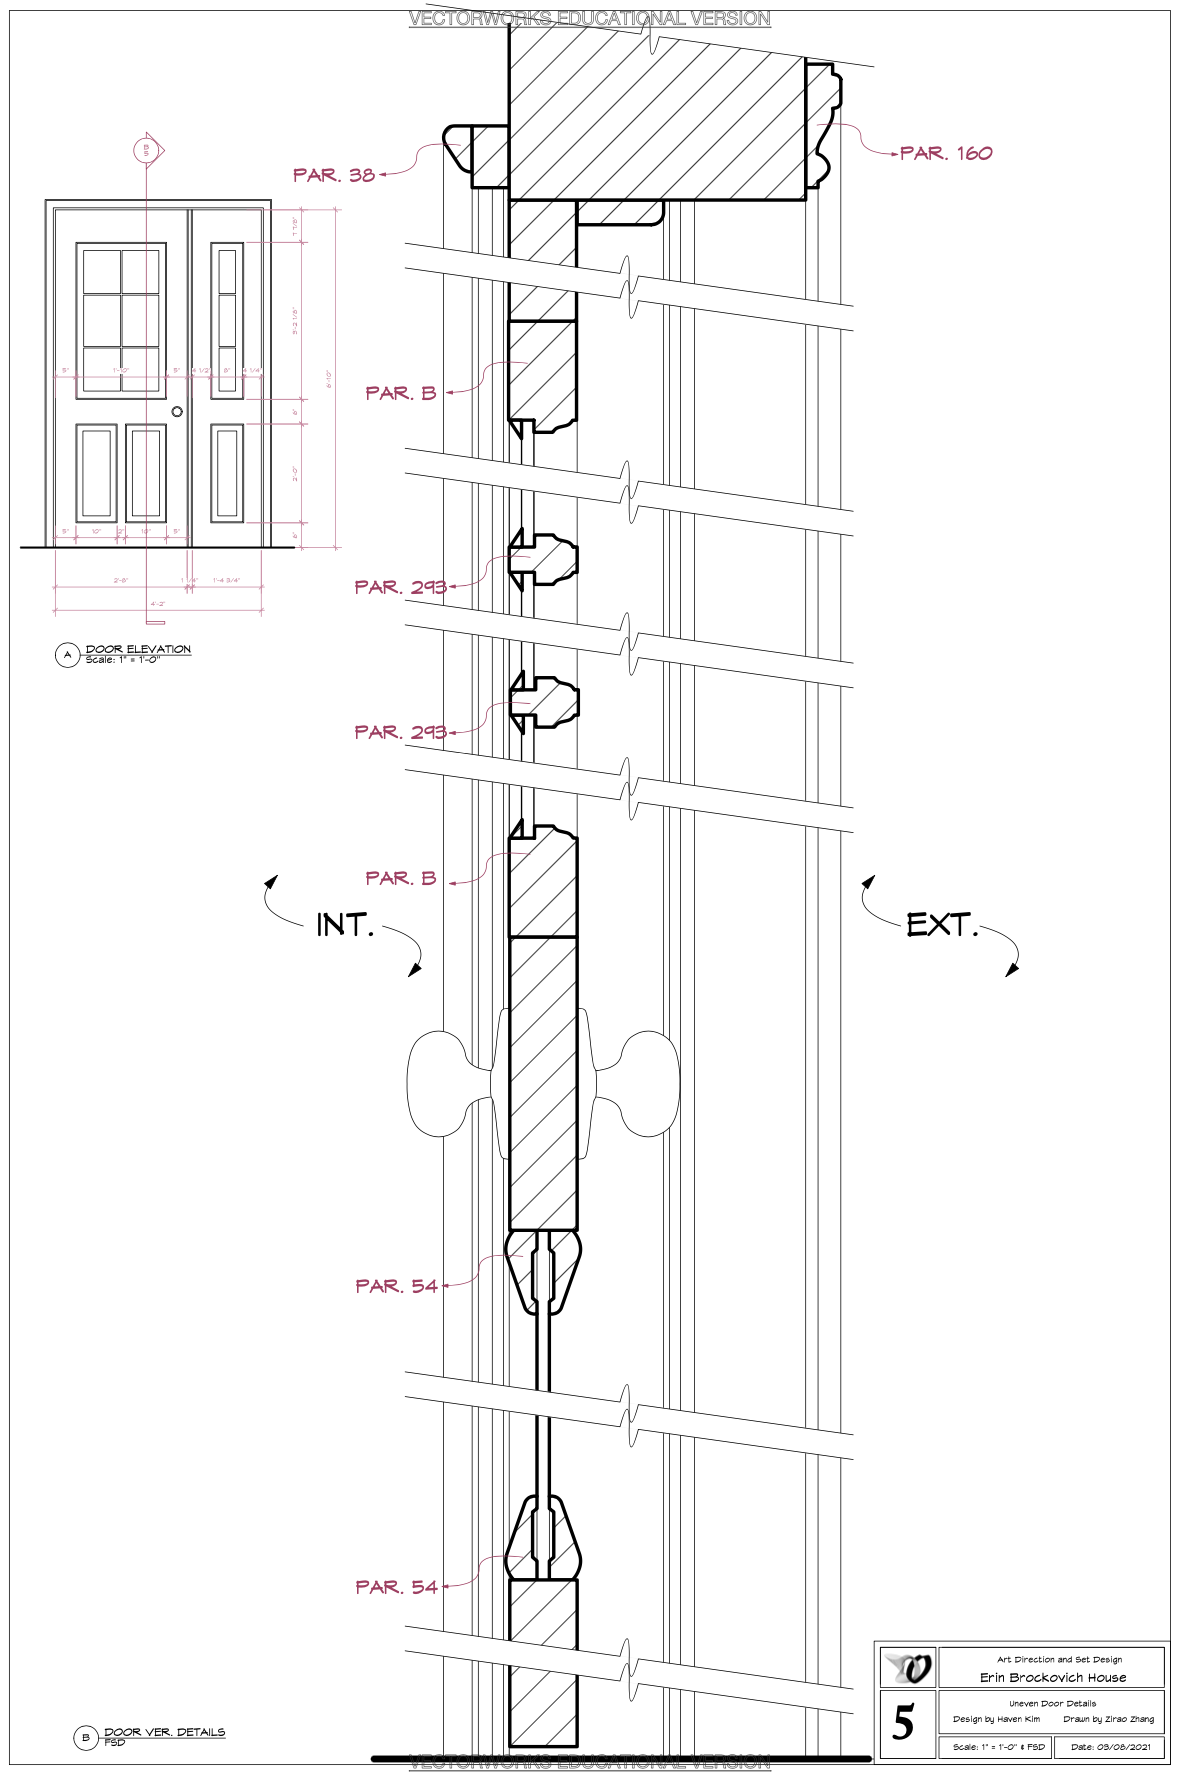 VECTORWORKS EDUCATIONAL VERSION
PAR. 160
PAR. 38
B
5
7 7/8"
3'-2 1/8"
6'-10"
5"
1'-10"
5"
4 1/2"
8"
4 1/4"
PAR. B
6"
2'-0"
5"
10"
2"
10"
5"
6"
PAR. 293
2'-8"
1 1/4"
1'-4 3/4"
4'-2"
A
DOOR ELEVATION
Scale: 1" = 1'-0"
PAR. 293
PAR. B
INT.
EXT.
PAR. 54
PAR. 54
Art Direction and Set Design
Erin Brockovich House
5
Uneven Door Details
Design by Haven Kim
Drawn by Zirao Zhang
Scale: 1" = 1'-0" & FSD
Date: 03/08/2021
B
DOOR VER. DETAILS
FSD
VECTORWORKS EDUCATIONAL VERSION